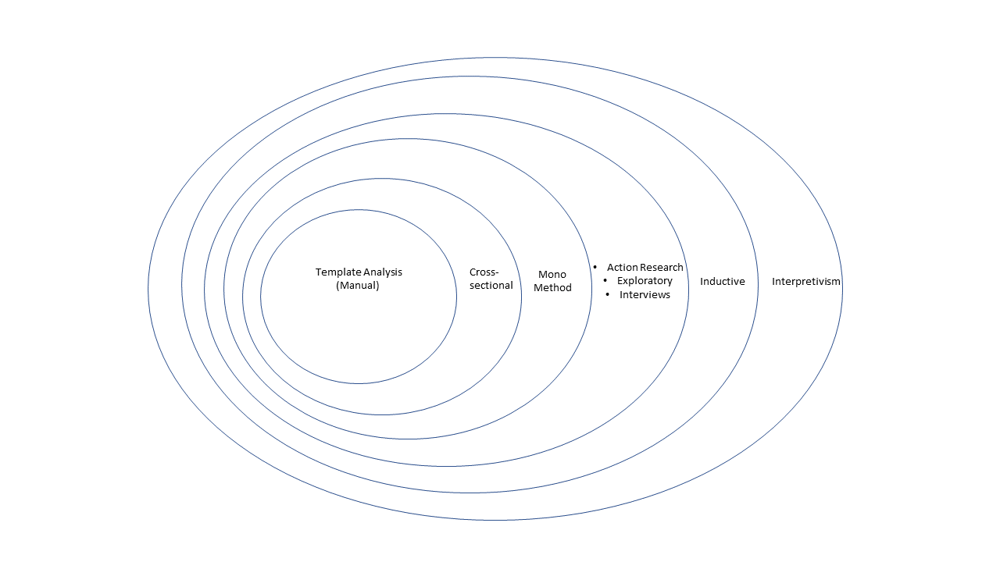 Template Analysis
(Manual)
Cross-
sectional
Mono
Method
• Action Research
• Exploratory
• Interviews
Inductive
Interpretivism